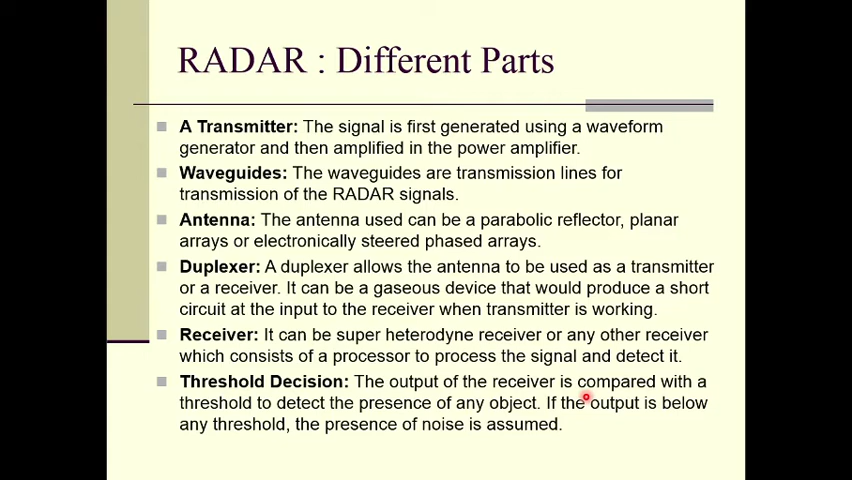 RADAR : Different Parts
A Transmitter: The signal is first generated using a waveform
generator and then amplified in the power amplifier.
Waveguides: The waveguides are transmission lines for
transmission of the RADAR signals.
Antenna: The antenna used can be a parabolic reflector, planar
arrays or electronically steered phased arrays.
Duplexer: A duplexer allows the antenna to be used as a transmitter
or a receiver. It can be a gaseous device that would produce a short
circuit at the input to the receiver when transmitter is working.
Receiver: It can be super heterodyne receiver or any other receiver
which consists of a processor to process the signal and detect it.
Threshold Decision: The output of the receiver is compared with a
threshold to detect the presence of any object. If the output is below
any threshold, the presence of noise is assumed.